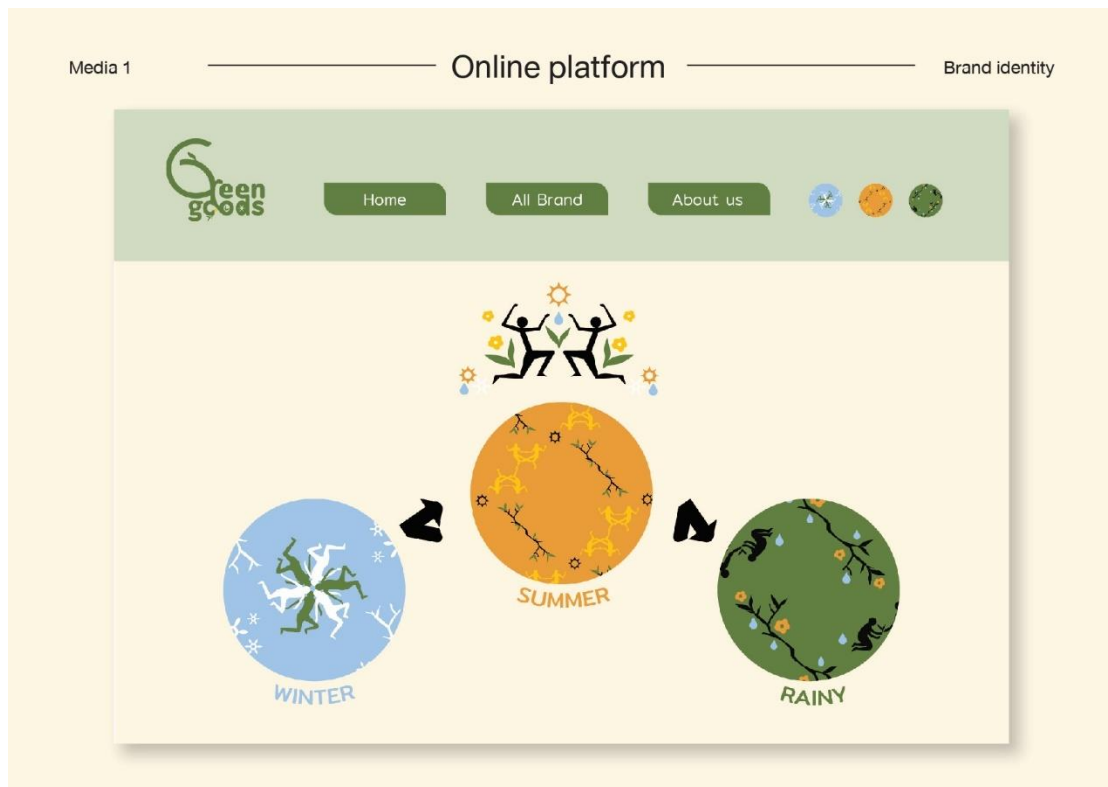 Media 1
Online platform
Brand identity
Green
goods
Home
All Brand
About us
SUMMER
WINTER
RAINY